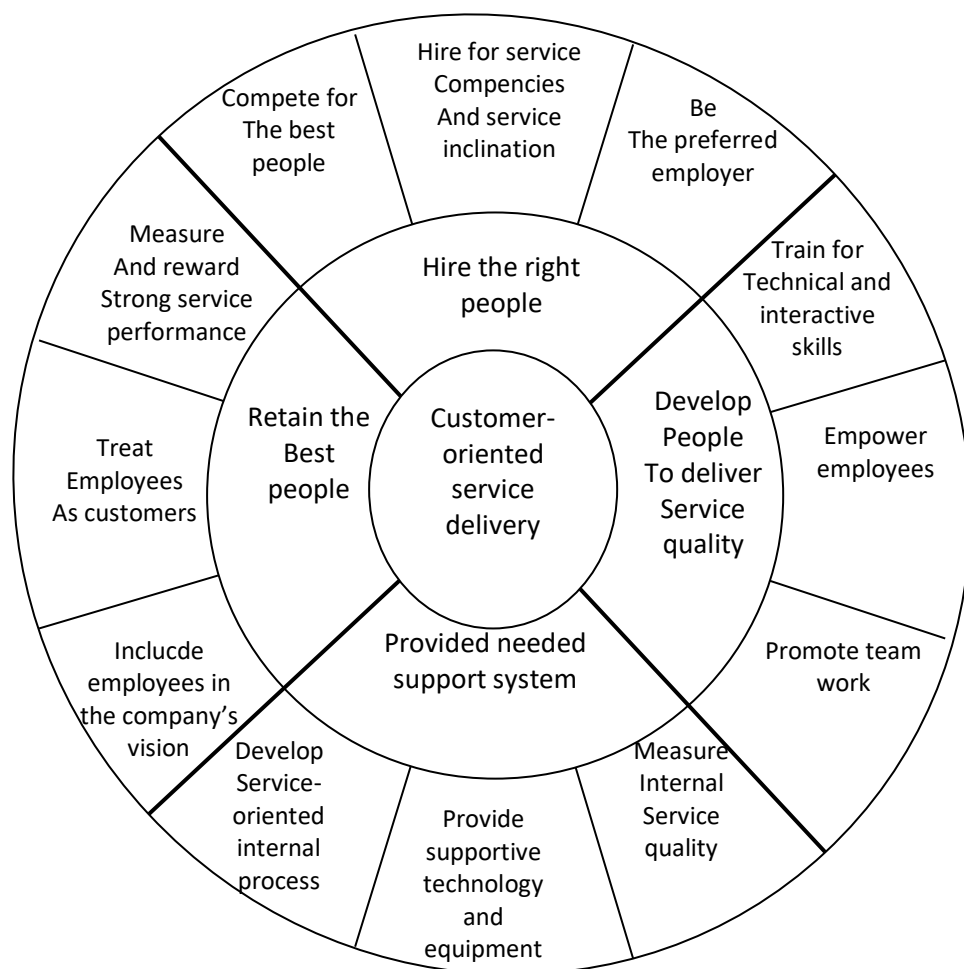 Hire for service
Compencies
And service
inclination
Compete for
The best
people
Be
The preferred
employer
Measure
And reward
Strong service
performance
Hire the right
people
Train for
Technical and
interactive
skills
Treat
Employees
As customers
Retain the
Best
people
Customer-
oriented
service
delivery
Develop
People
To deliver
Service
quality
Empower
employees
Inclucde
employees in
the company’s
vision
Provided needed
support system
Promote team
work
Develop
Service-
oriented
internal
process
Provide
supportive
technology
and
equipment
Measure
Internal
Service
quality